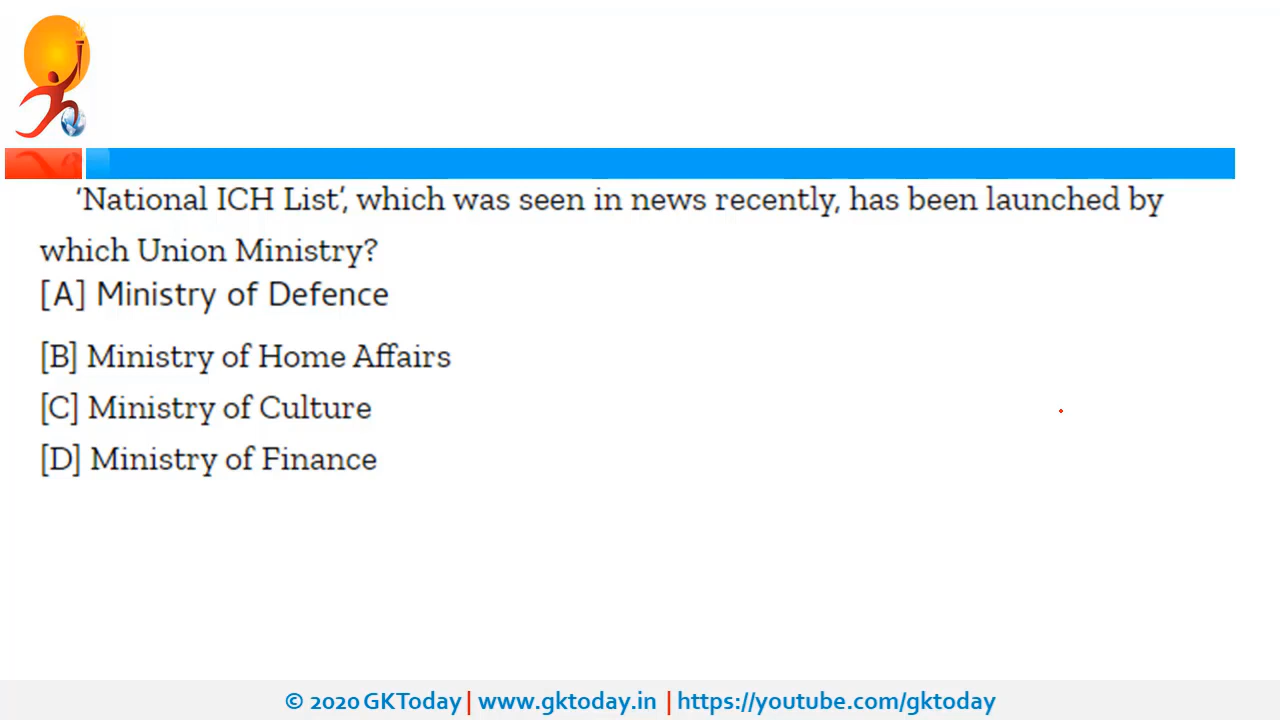 ‘National ICH List’, which was seen in news recently, has been launched by
which Union Ministry?
[A] Ministry of Defence
[B] Ministry of Home Affairs
[C] Ministry of Culture
[D] Ministry of Finance
© 2020 GKToday | www.gktoday.in | https://youtube.com/gktoday